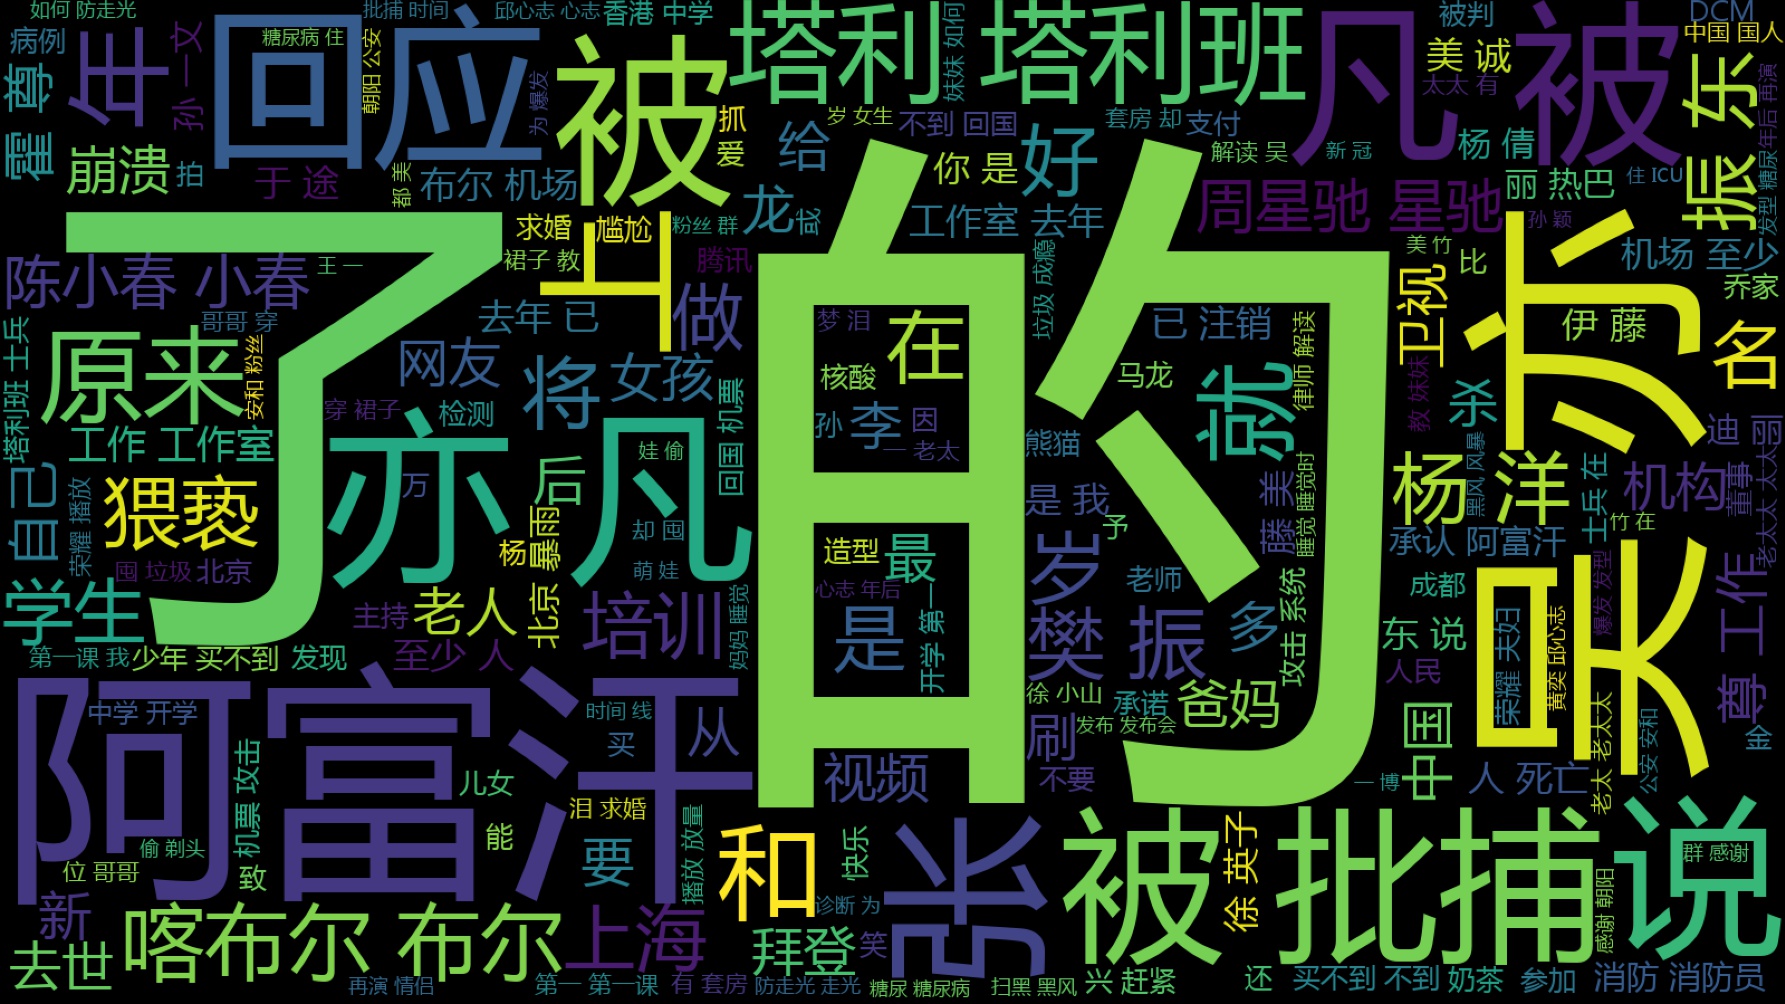 如何 防走光
批捕 时间
邱心志 心志
香港 中学
塔利 塔利班
凡 被
被判
DCM
中国 国人
病例
年
孙 一文
糖尿病 住
朝阳 公安
回应
为 爆发
被
妹妹 如何
美 诚
太太 有
振 东
年后 再演
霍 尊
崩溃
拍
于 途
都 美
布尔 机场
抓
爱
岁 女生
给
不到 回国
套房 却
支付
你 是
好
解读 吴
新 冠
杨 倩
丽 热巴
住 ICU
发型 糖尿
求婚
尴尬
粉丝 群
龙
成
工作室 去年
周星驰 星驰
孙 颖
机场 至少
陈小春 小春
王 一
了
裙子 教
上
腾讯
的
垃圾 成瘾
美 竹
比
卫视
亦
乔家
哥哥 穿
去年 已
做
梦 泪
在
已 注销
律师 解读
伊 藤
名
塔利班 士兵
原来
安和 粉丝
网友
将
女孩
核酸
马龙
就
教 妹妹
杀
迪 丽
工作 工作室
穿 裙子
检测
亦 凡
回国 机票
孙
李
因
一 老太
熊猫
杨 洋
黑风 风暴
士兵 在
机构
董事
老太太 太太
自己
荣耀 播放
猥亵
万
后
娃 偷
却 囤
是 我
予
藤 美
睡觉 睡觉时
承认 阿富汗
竹 在
囤 垃圾
北京
杨
北京 暴雨
萌 娃
造型
最
岁
老师
成都
吴
爆发 发型
尊 工作
学生
主持
老人
培训
妈妈 睡觉
心志 年后
是
开学 第一
樊 振
多
攻击 系统
东 说
荣耀 夫妇
黄奕 邱心志
第一课 我
少年 买不到
发现
至少 人
人民
阿富汗
中学 开学
时间 线
买
从
徐 小山
承诺
爸妈
发布 发布会
刷
中国
老太 老太太
公安 安和
金
机票 攻击
儿女
视频
不要
一 博
人 死亡
泪 求婚
播放 放量
偷 剃头
能
要
和
快乐
张
被 批捕
徐 英子
说
群 感谢
位 哥哥
致
新
诊断 为
感谢 朝阳
去世
喀布尔 布尔
上海
拜登
笑
再演 情侣
第一 第一课
有 套房
防走光 走光
糖尿 糖尿病
扫黑 黑风
兴 赶紧
还
买不到 不到
奶茶
参加
消防 消防员